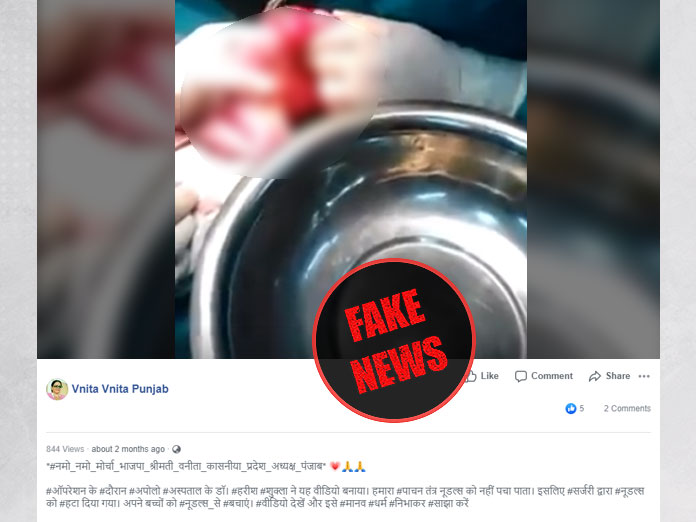 FAKE
NEWS
Vnita Vnita Punjab
Like Comment Share
5 2 Comments
844 Views · about 2 months ago ·
*#नमो_नमो_मोर्चा_भाजपा_श्रीमती_वनीता_कासनीया_प्रदेश_अध्यक्ष_पंजाब* 💗🙏🙏
#ऑपरेशन के #दौरान #अपोलो #अस्पताल के डॉ। #हरीश #शुक्ला ने यह वीडियो बनाया। हमारा #पाचन तंत्र नूडल्स को नहीं पचा पाता। इसलिए #सर्जरी द्वारा #नूडल्स
को #हटा दिया गया। अपने बच्चों को #नूडल्स_से #बचाएं। #वीडियो देखें और इसे #मानव #धर्म #निभाकर #साझा करें